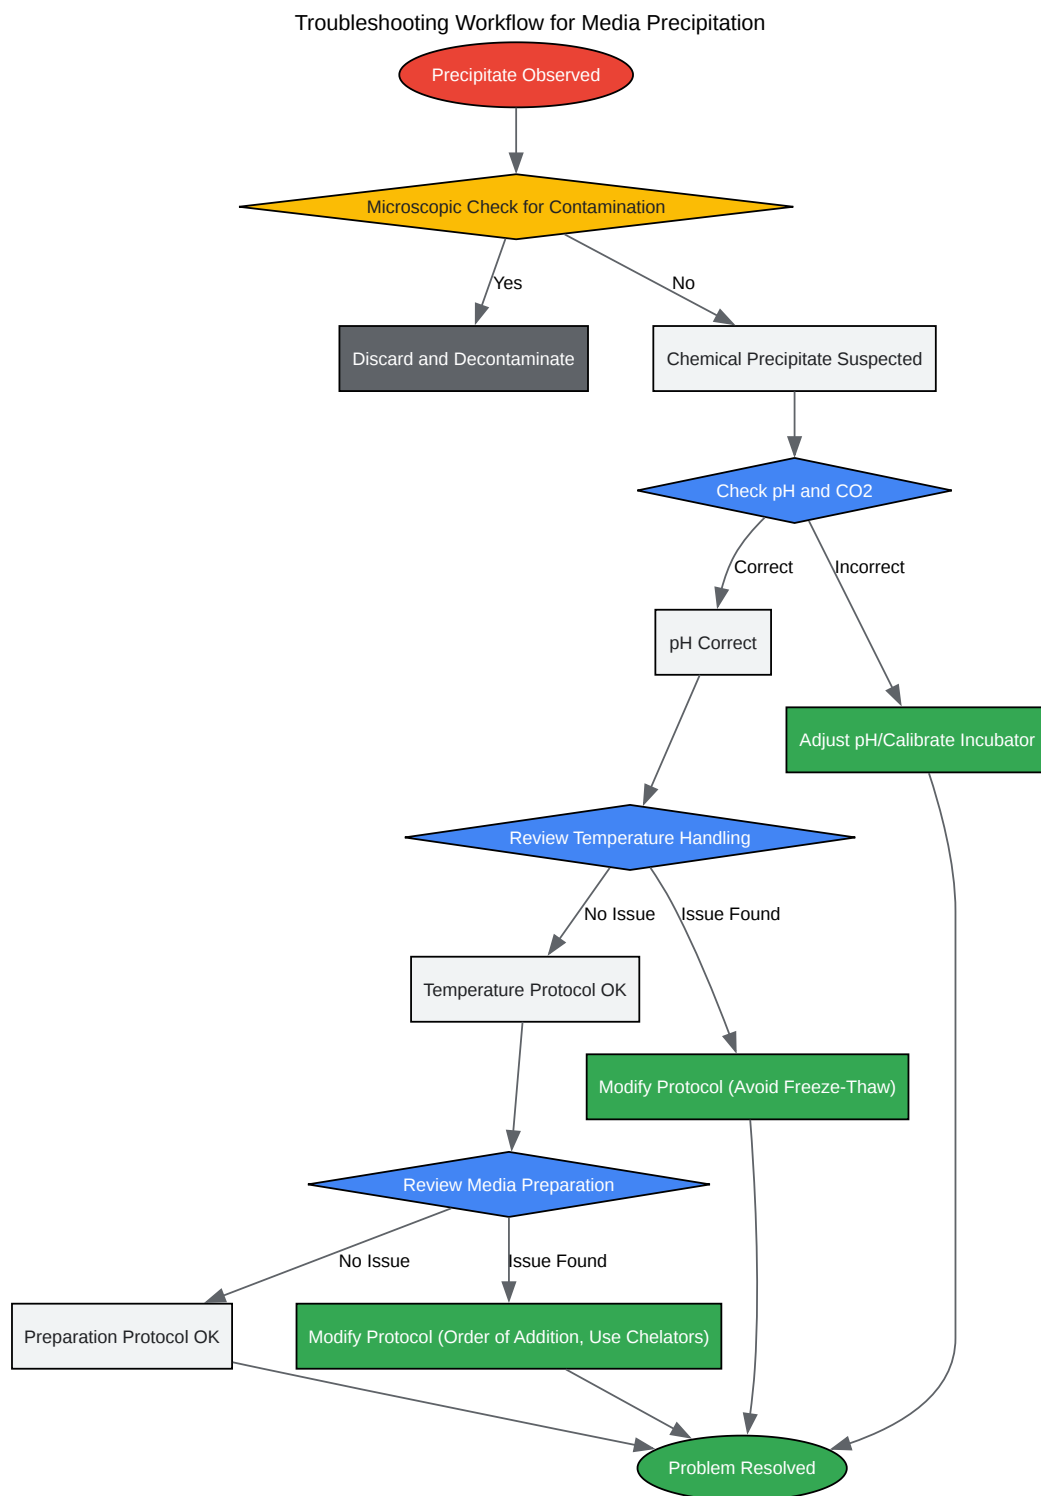 Troubleshooting Workflow for Media Precipitation
Precipitate Observed
Microscopic Check for Contamination
Yes
No
Discard and Decontaminate
Chemical Precipitate Suspected
Check pH and CO2
Correct
Incorrect
pH Correct
Adjust pH/Calibrate Incubator
Review Temperature Handling
No Issue
Issue Found
Temperature Protocol OK
Modify Protocol (Avoid Freeze-Thaw)
Review Media Preparation
No Issue
Issue Found
Preparation Protocol OK
Modify Protocol (Order of Addition, Use Chelators)
Problem Resolved